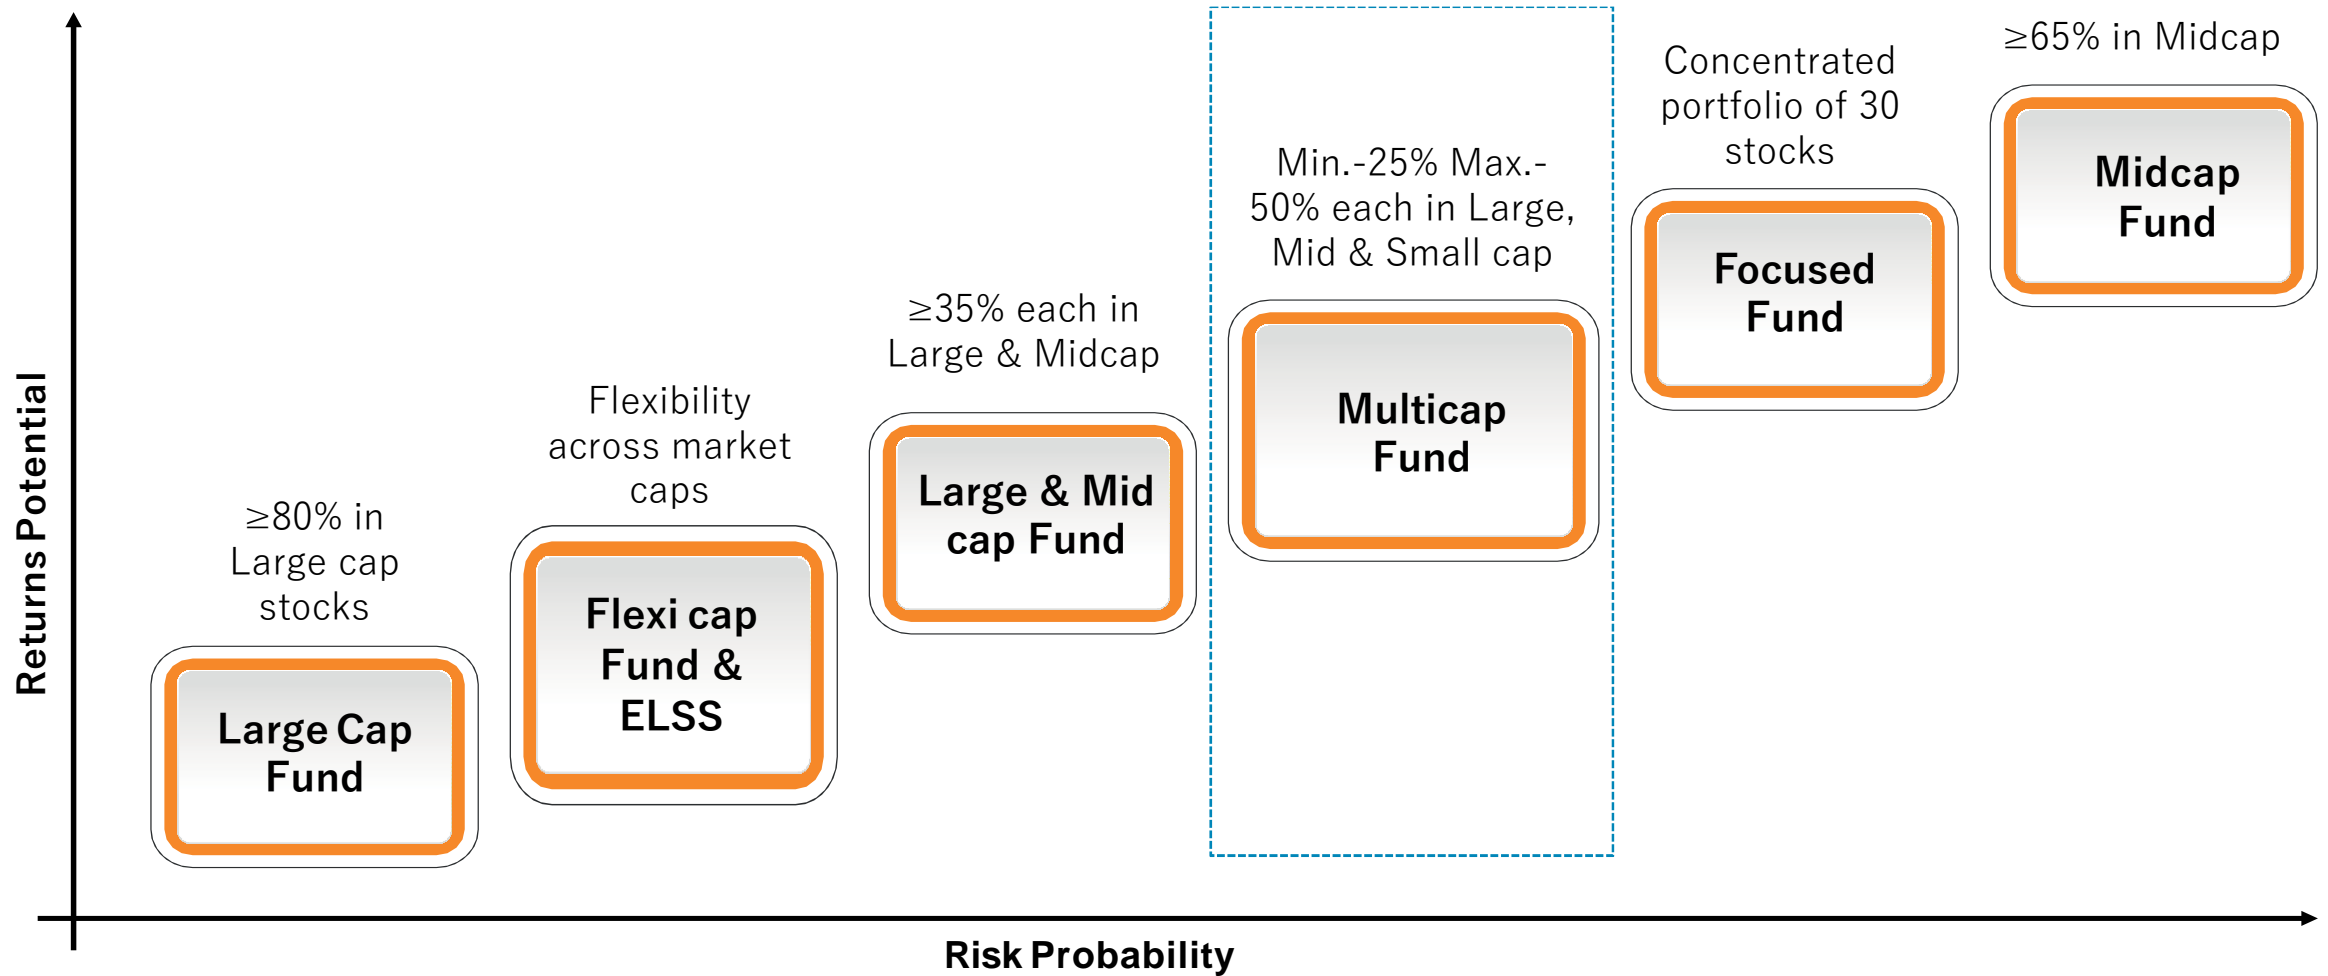 Returns Potential
≥80% in
Large cap
stocks
Large Cap
Fund
Flexibility
across market
caps
Flexi cap
Fund &
ELSS
≥35% each in
Large & Midcap
Large & Mid
cap Fund
Min.-25% Max.-
50% each in Large,
Mid & Small cap
Multicap
Fund
Concentrated
portfolio of 30
stocks
Focused
Fund
≥65% in Midcap
Midcap
Fund
Risk Probability